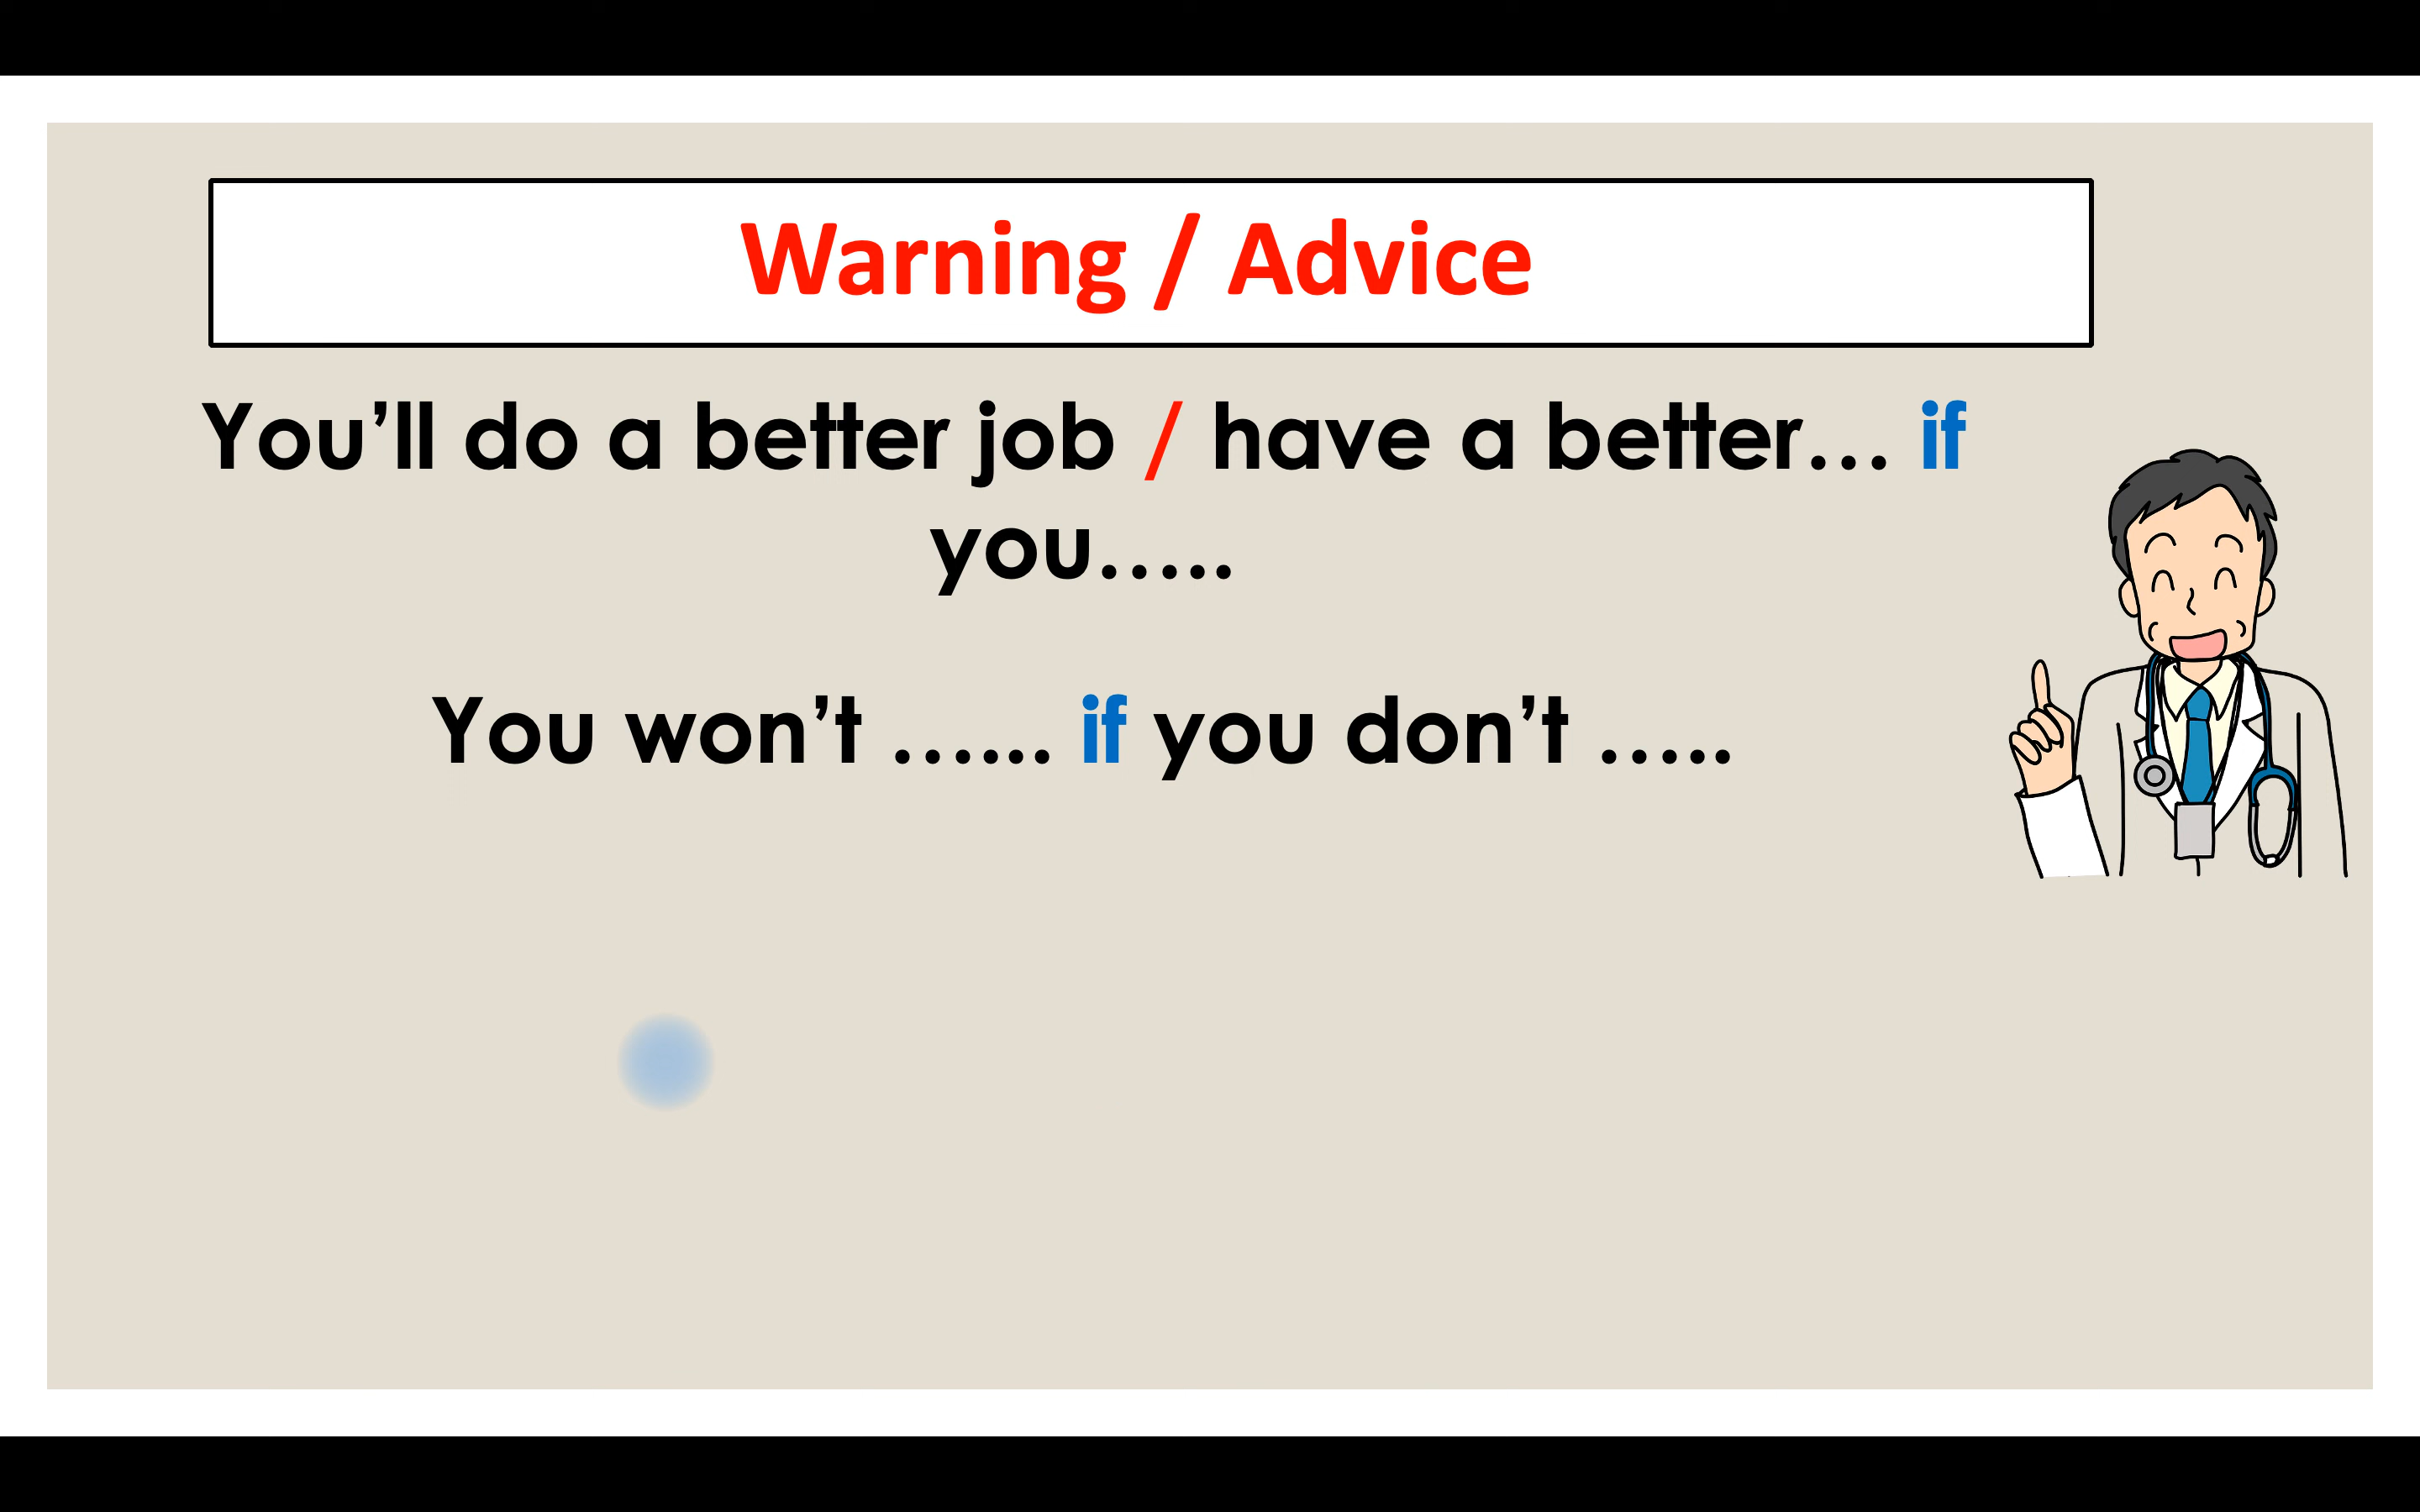 Warning / Advice
You’ll do a better job / have a better... if
you.....
You won’t ...... if you don’t .....